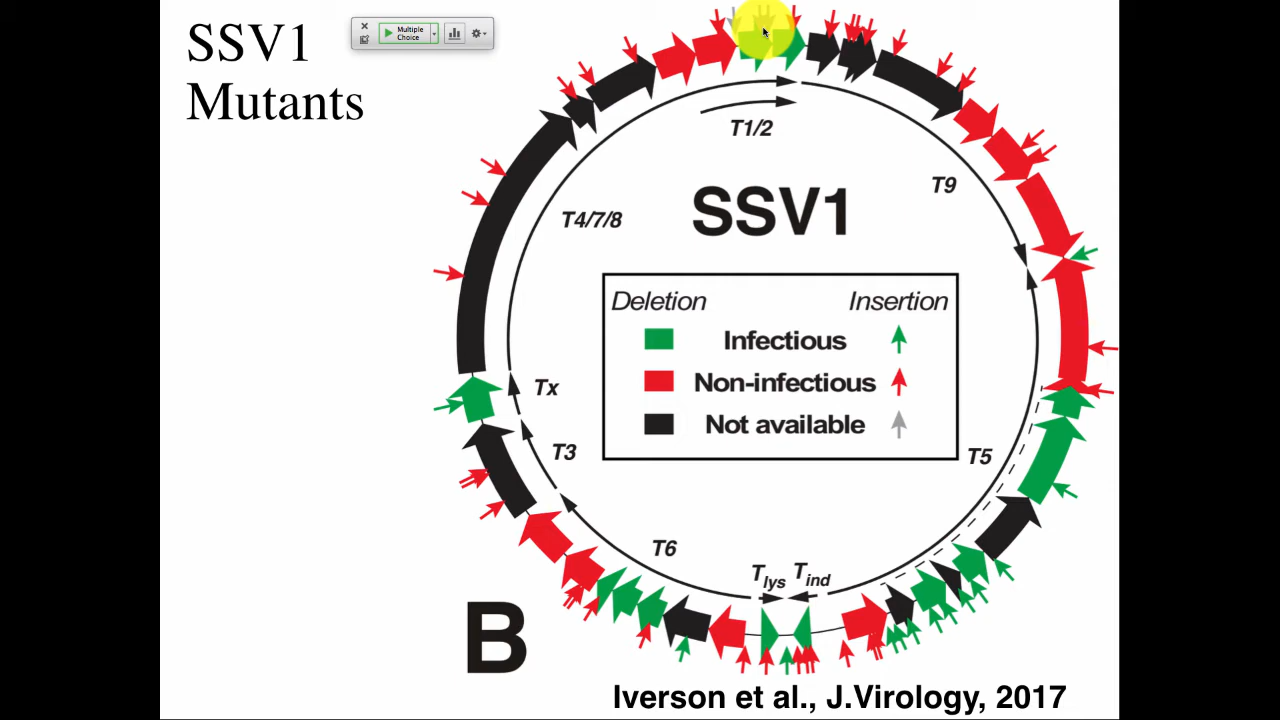 SSV1
Mutants
Multiple
Choice
T1/2
T9
T4/7/8
SSV1
Deletion
Insertion
Infectious
Non-infectious
Not available
Tx
T3
T5
T6
Tlys
Tind
B
Iverson et al., J.Virology, 2017